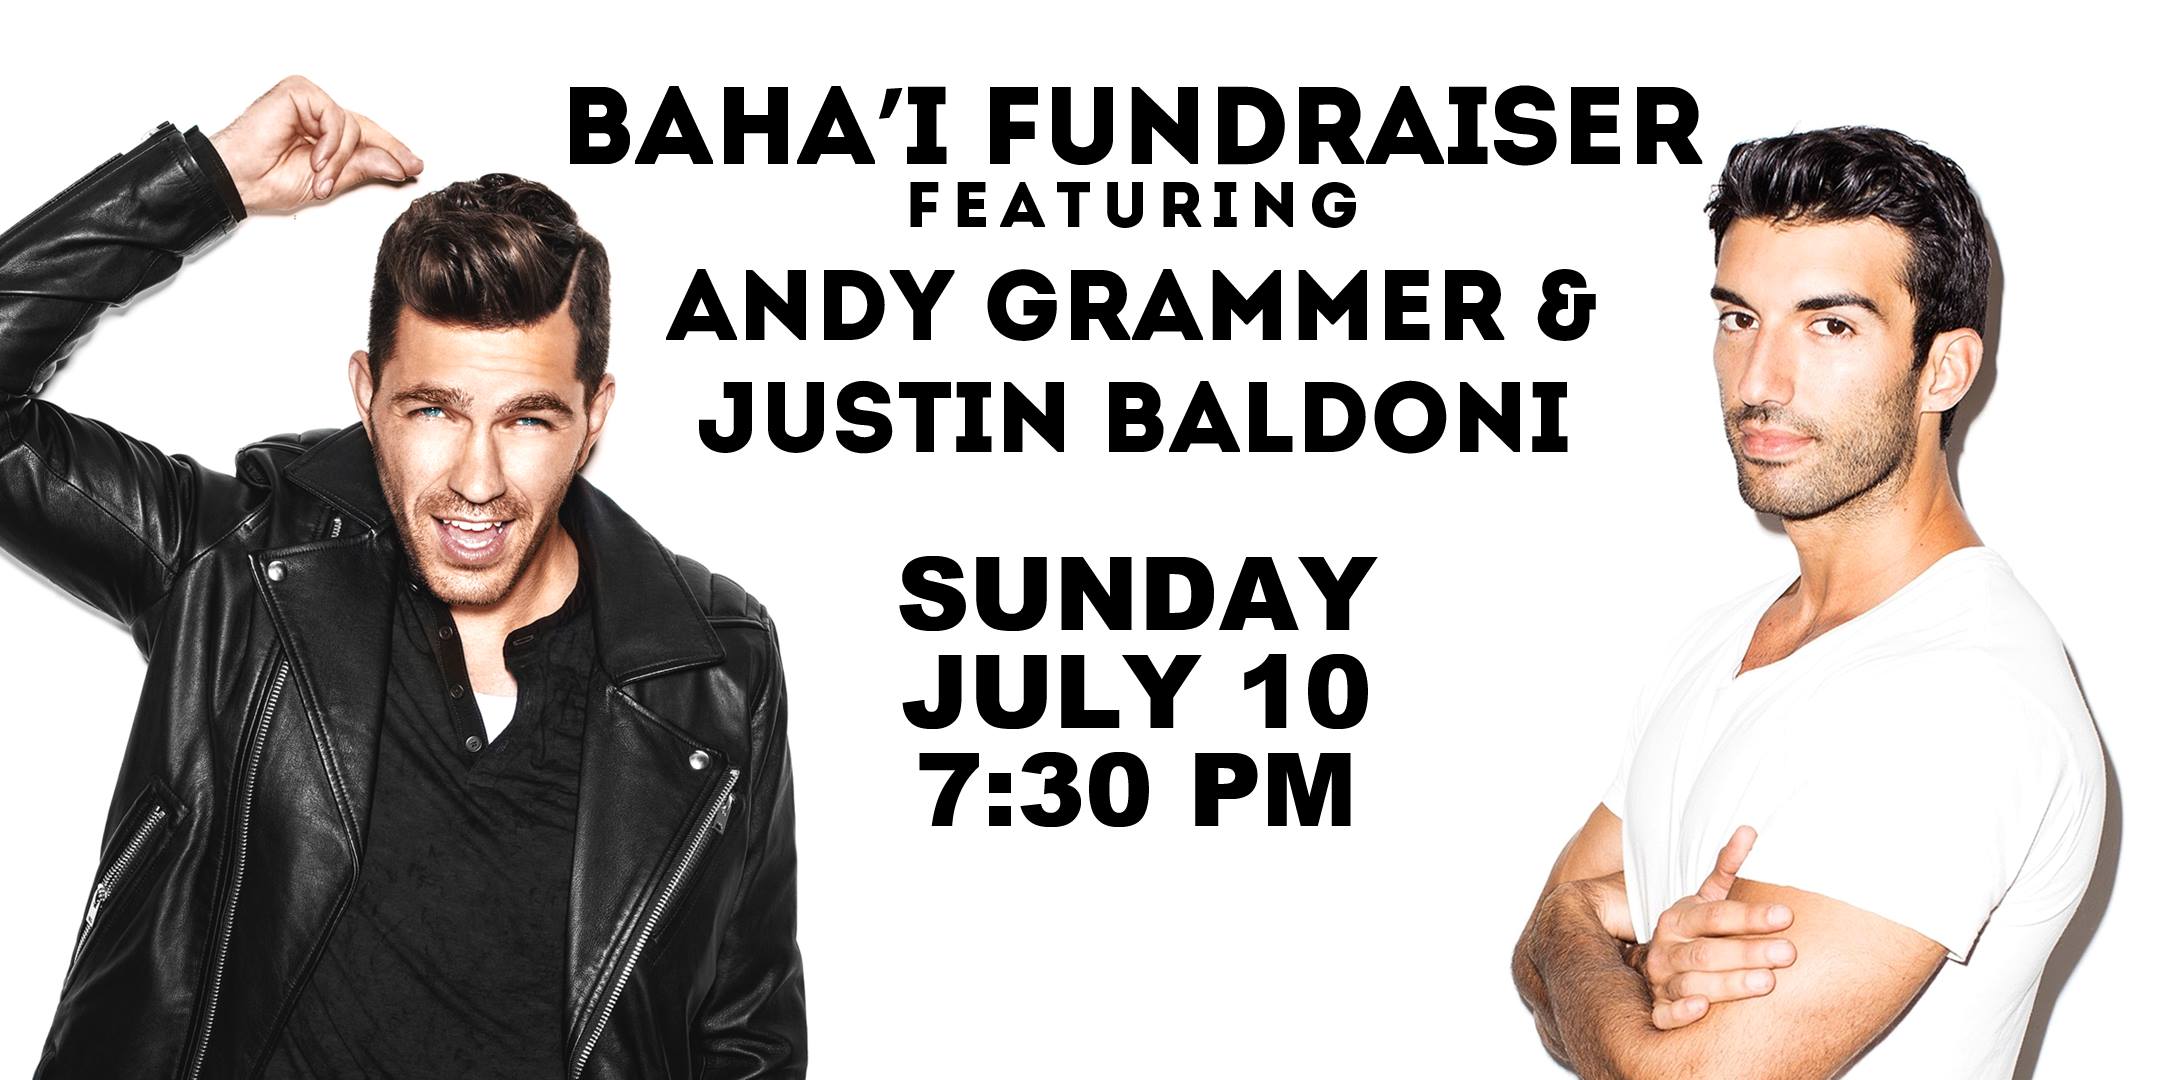 BAHA'I FUNDRAISER
FEATURING
ANDY GRAMMER &
JUSTIN BALDONI
SUNDAY
JULY 10
7:30 PM